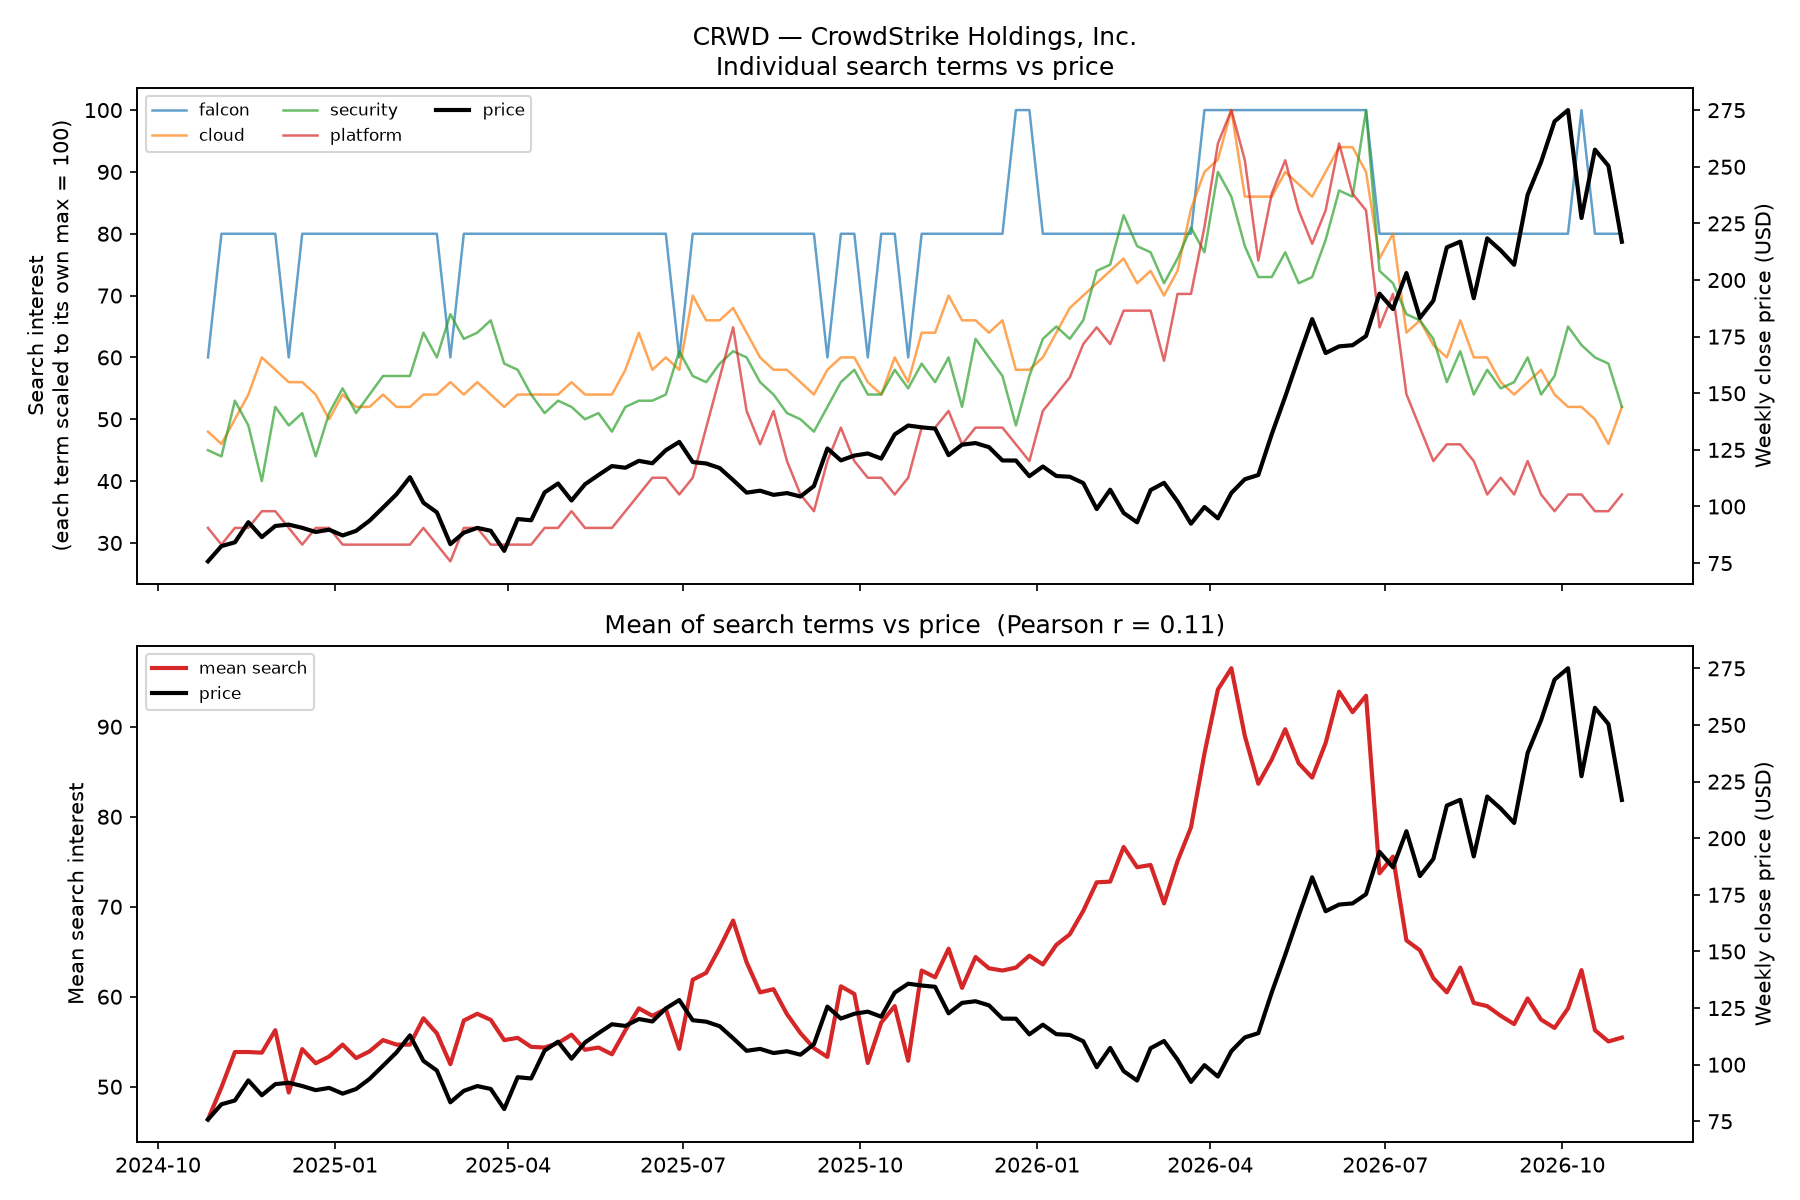 CRWD — CrowdStrike Holdings, Inc.
Individual search terms vs price
falcon
cloud
security
platform
price
Search interest
(each term scaled to its own max = 100)
100
90
80
70
60
50
40
30
275
250
225
200
175
150
125
100
75
Weekly close price (USD)
Mean of search terms vs price (Pearson r = 0.11)
mean search
price
Mean search interest
90
80
70
60
50
275
250
225
200
175
150
125
100
75
Weekly close price (USD)
2024-10
2025-01
2025-04
2025-07
2025-10
2026-01
2026-04
2026-07
2026-10